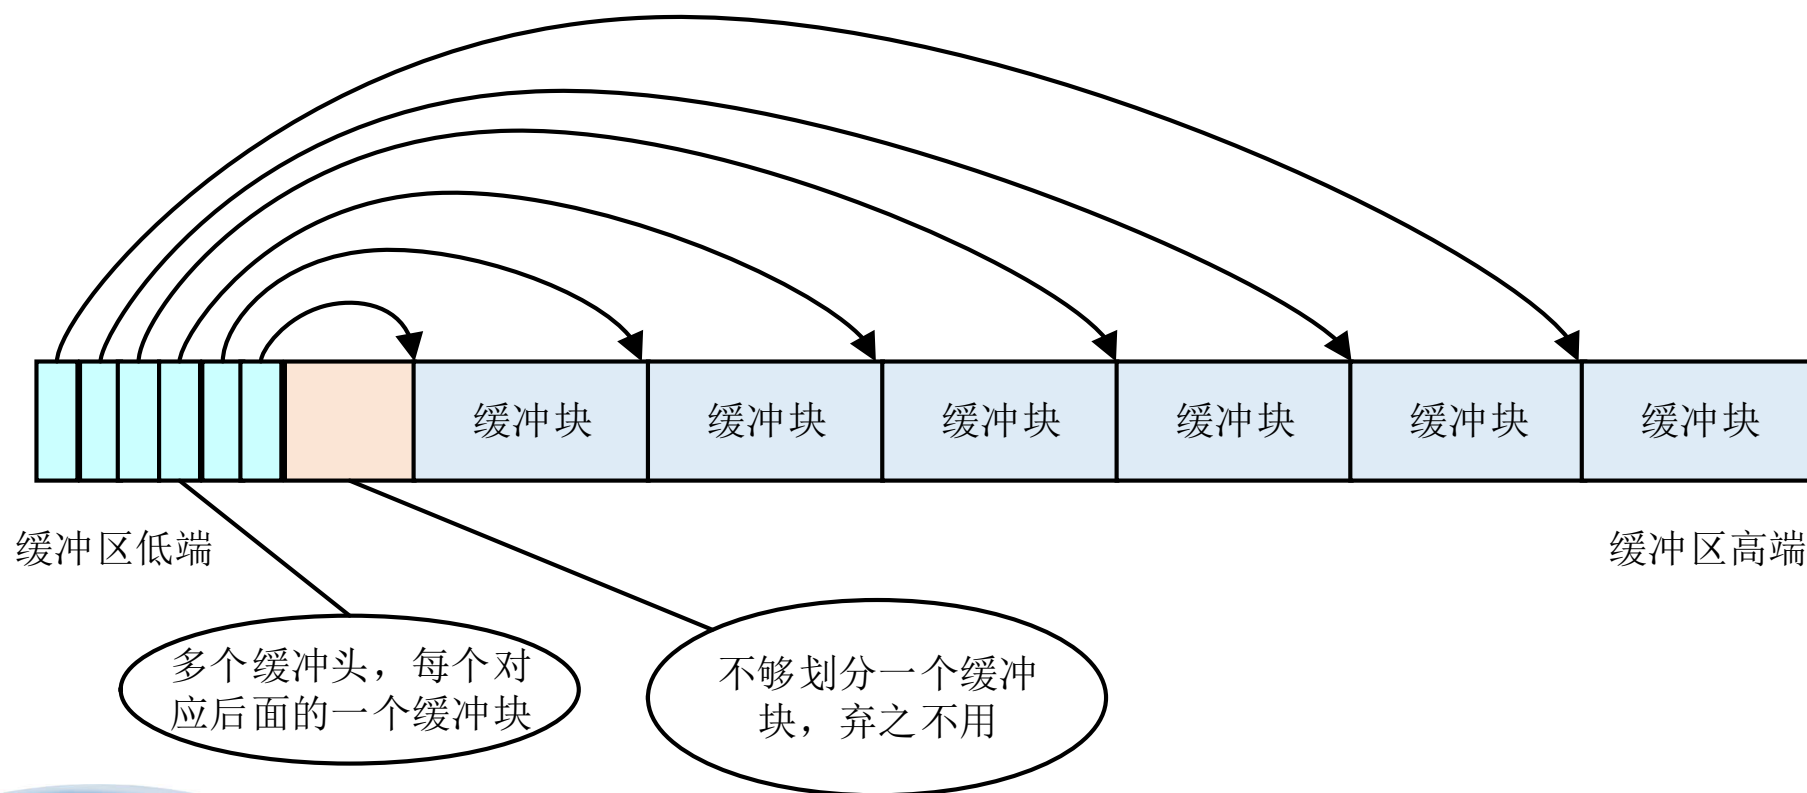 缓冲块 缓冲块 缓冲块 缓冲块 缓冲块 缓冲块
缓冲区低端 缓冲区高端
多个缓冲头，每个对
应后面的一个缓冲块
不够划分一个缓冲
块，弃之不用